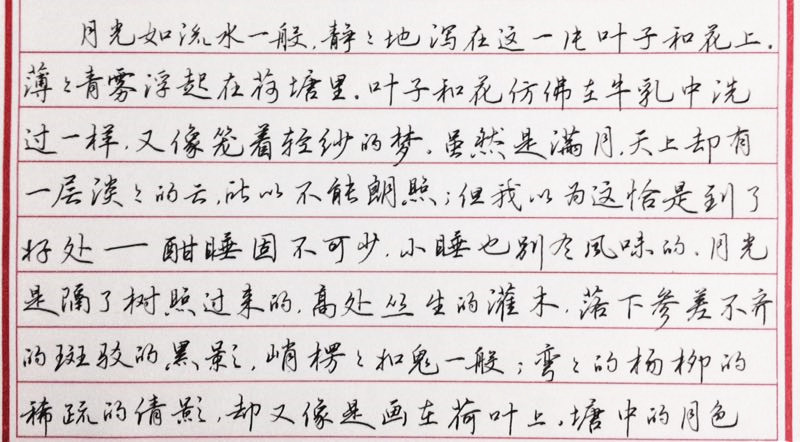 月光如流水一般,静々地泻在这一片叶子和花上.
薄々青雾浮起在荷塘里.叶子和花仿佛在牛乳中洗
过一样,又像笼着轻纱的梦.虽然是满月,天上却有
一层淡々的云,所以不能朗照;但我以为这恰是到了
好处——酣睡固不可少,小睡也别有风味的.月光
是隔了树照过来的,高处丛生的灌木,落下参差不齐
的斑驳的黑影,峭楞々如鬼一般;弯々的杨柳的
稀疏的倩影,却又像是画在荷叶上.塘中的月色